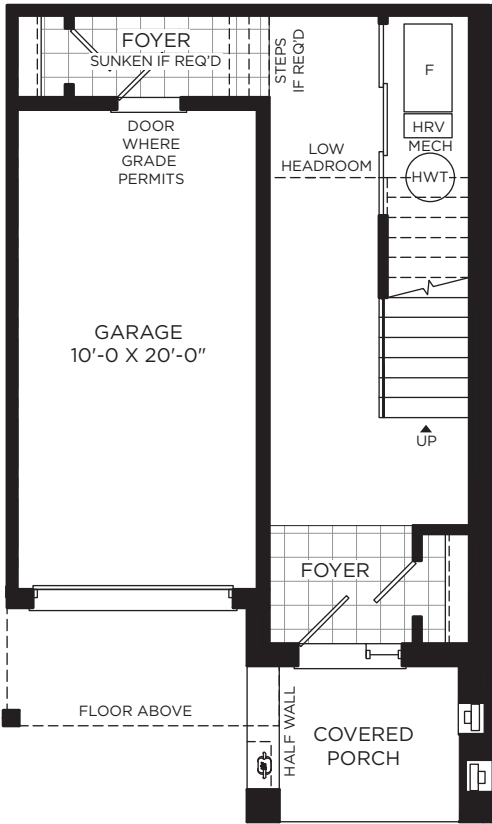 FOYER
SUNKEN IF REQ'D
STEPS
IF REQ'D
F
HRV
MECH
HWT
DOOR
WHERE
GRADE
PERMITS
LOW
HEADROOM
GARAGE
10'-0 X 20'-0"
UP
FOYER
FLOOR ABOVE
HALF WALL
COVERED
PORCH